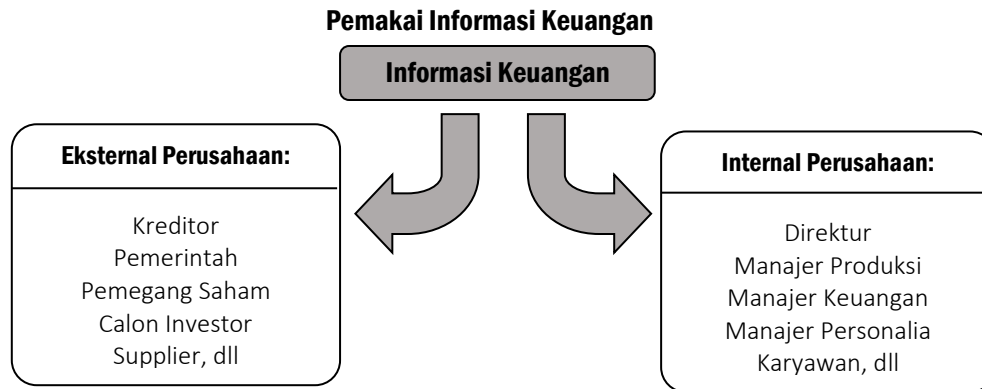 Pemakai Informasi Keuangan
Informasi Keuangan
Eksternal Perusahaan:
Kreditor
Pemerintah
Pemegang Saham
Calon Investor
Supplier, dll
Internal Perusahaan:
Direktur
Manajer Produksi
Manajer Keuangan
Manajer Personalia
Karyawan, dll